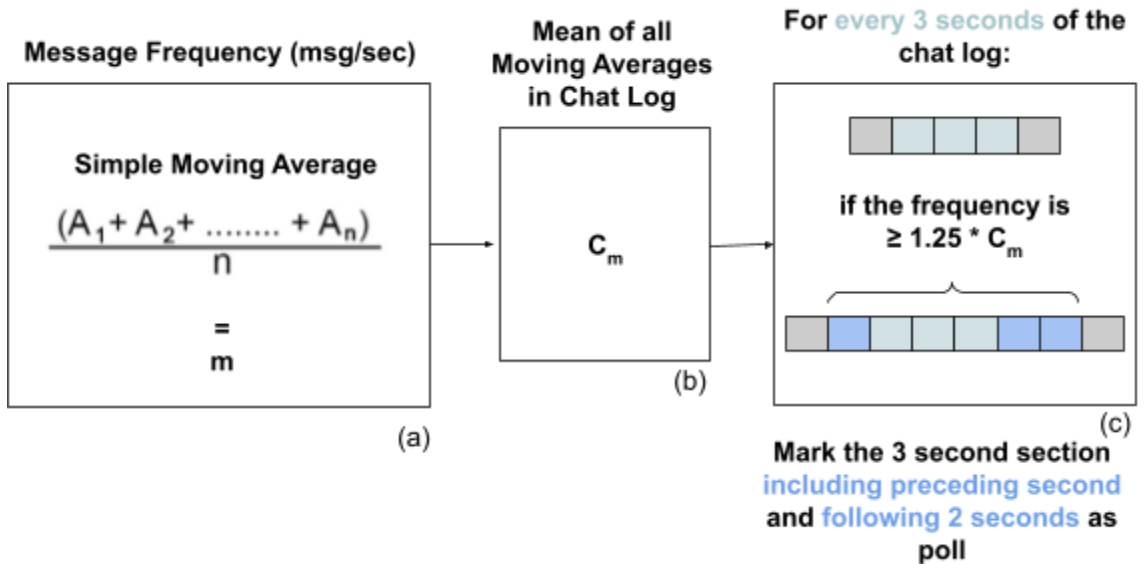 Message Frequency (msg/sec)
Simple Moving Average
(A1+ A2+ ........ + An)
n
=
m
(a)
Mean of all
Moving Averages
in Chat Log
Cm
(b)
For every 3 seconds of the
chat log:
if the frequency is
≥ 1.25 * Cm
(c)
Mark the 3 second section
including preceding second
and following 2 seconds as
poll